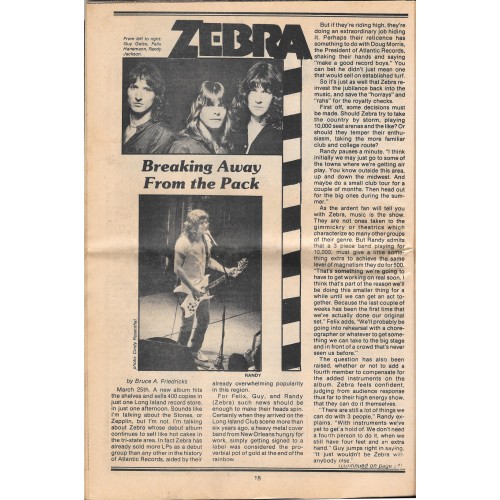 From left to right:
Guy Gelso, Felix
Hanemann, Randy
Jackson.
ZEBRA
Breaking Away
From the Pack
RANDY
by Bruce A. Friedricks
March 25th. A new album hits
the shelves and sells 400 copies in
just one Long Island record store,
in just one afternoon. Sounds like
I'm talking about the Stones, or
Zepplin, but I'm not. I'm talking
about Zebra whose debut album
continues to sell like hot cakes in
the tri-state area. In fact Zebra has
already sold more LPs as a debut
group than any other in the history
of Atlantic Records, aided by their
already overwhelming popularity
in this region.
For Felix, Guy, and Randy
(Zebra) such news should be
enough to make their heads spin.
Certainly when they arrived on the
Long Island Club scene more than
six years ago, a heavy metal cover
band from New Orleans hungry for
work, simply getting signed to a
label was considered the pro-
verbial pot of gold at the end of the
rainbow.
But if they're riding high, they're
doing an extraordinary job hiding
it. Perhaps their reticence has
something to do with Doug Morris,
the President of Atlantic Records,
shaking their hands and saying
"make a good record boys." You
can bet he didn't just mean one
that would sell on established turf.
So it's just as well that Zebra re-
invest the jubilance back into the
music, and save the "horrays" and
"rahs" for the royalty checks.
First off, some decisions must
be made. Should Zebra try to take
the country by storm, playing
10,000 seat arenas and the like? Or
should they temper their enthu-
siasm, taking the more familiar
club and college route?
Randy pauses a minute. "I think
initially we may just go to some of
the towns where we're getting air
play. You know outside this area,
up and down the midwest. And
maybe do a small club tour for a
couple of months. Then head out
for the big ones during the sum-
mer."
As the ardent fan will tell you
with Zebra, music is the show.
They are not ones taken to the
gimmickry or theatrics which
characterize so many other groups
of their genre. But Randy admits
that a 3 piece band playing for
10,000, must give a little some-
thing extra to achieve the same
level of magnatism they do for 500.
"That's something we're going to
have to get working on real soon. I
think that's part of the reason we'll
be doing this smaller thing for a
while until we can get an act to-
gether. Because the last couple of
weeks has been the first time that
we've actually done our original
set." Felix adds, "We'll probably be
going into rehearsal with a chore-
ographer or whatever to get some-
thing we can take to the big stage
and in front of a crowd that's never
seen us before."
The question has also been
raised, whether or not to add a
fourth member to compensate for
the added instruments on the
album. Zebra feels confident,
judging from audience response
thus far to their high energy show,
that they can do it themselves.
"There are still a lot of things we
can do with 3 people," Randy ex-
plains. "With instruments we've
yet to get a hold of. We don't need
a fourth person to do it, when we
still have four feet and an extra
hand." Guy jumps right in saying,
"It just wouldn't be Zebra will
anybody else."
(continued on page
18